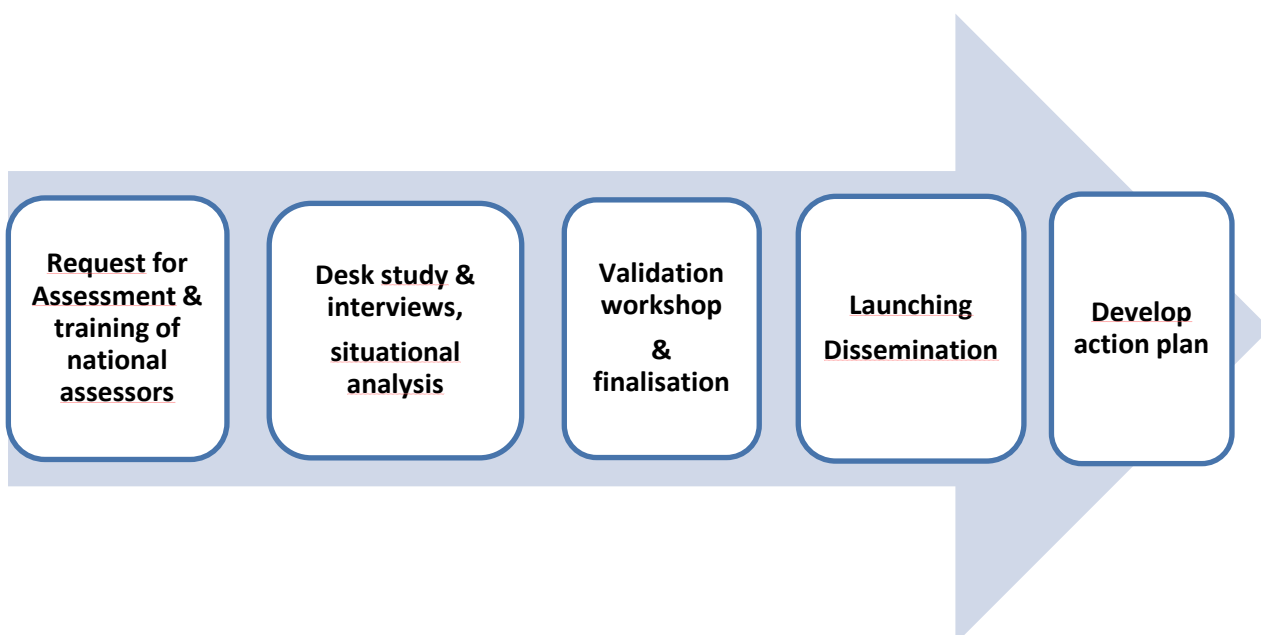 Request for
Assessment &
training of
national
assessors
Desk study &
interviews,
situational
analysis
Validation
workshop
&
finalisation
Launching
Dissemination
Develop
action plan